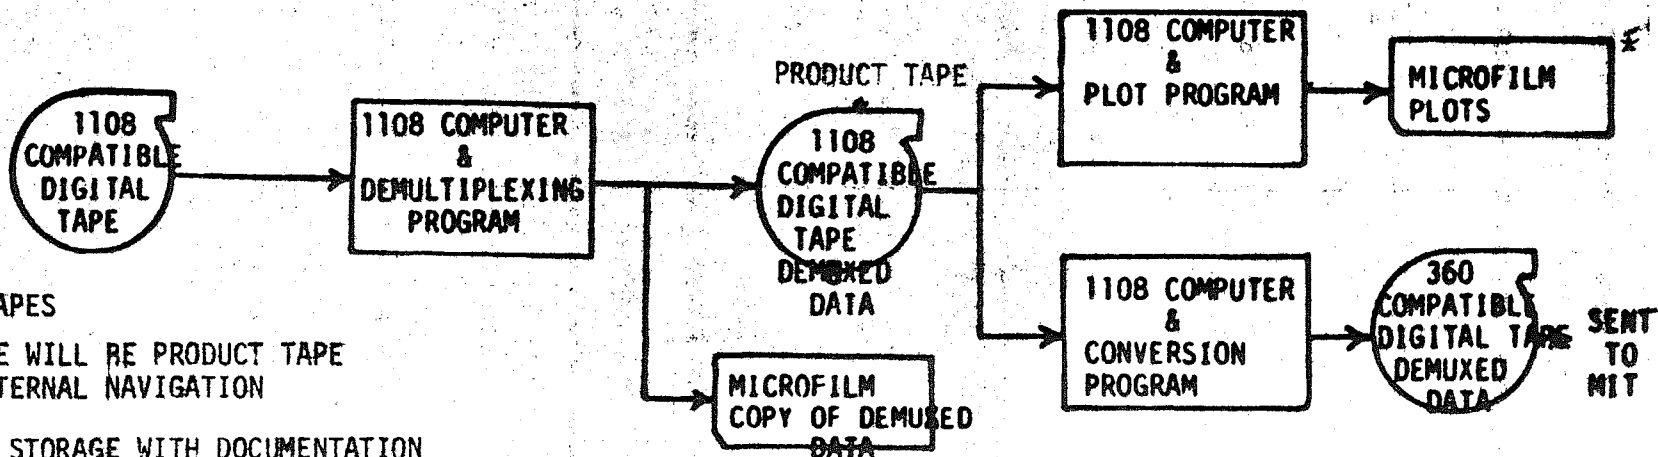 1108
COMPATIBLE
DIGITAL
TAPE
1108 COMPUTER
&
DEMULTIPLEXING
PROGRAM
PRODUCT TAPE
1108
COMPATIBLE
DIGITAL
TAPE
DEMUXED
DATA
MICROFILM
COPY OF DEMUXED
DATA
1108 COMPUTER
&
PLOT PROGRAM
MICROFILM
PLOTS
*
1108 COMPUTER
&
CONVERSION
PROGRAM
360
COMPATIBLE
DIGITAL TAPE
DEMUXED
DATA
SENT
TO
MIT
APES
E WILL BE PRODUCT TAPE
TERNAL NAVIGATION
STORAGE WITH DOCUMENTATION